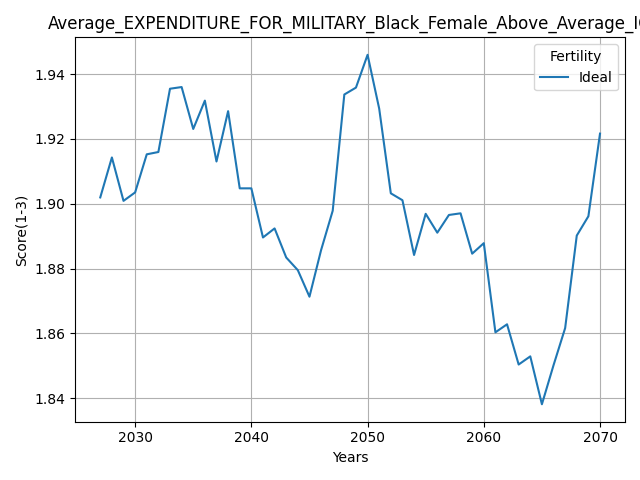 Average_EXPENDITURE_FOR_MILITARY_Black_Female_Above_Average_I
Fertility
Ideal
Score(1-3)
1.94
1.92
1.90
1.88
1.86
1.84
2030 2040 2050 2060 2070
Years